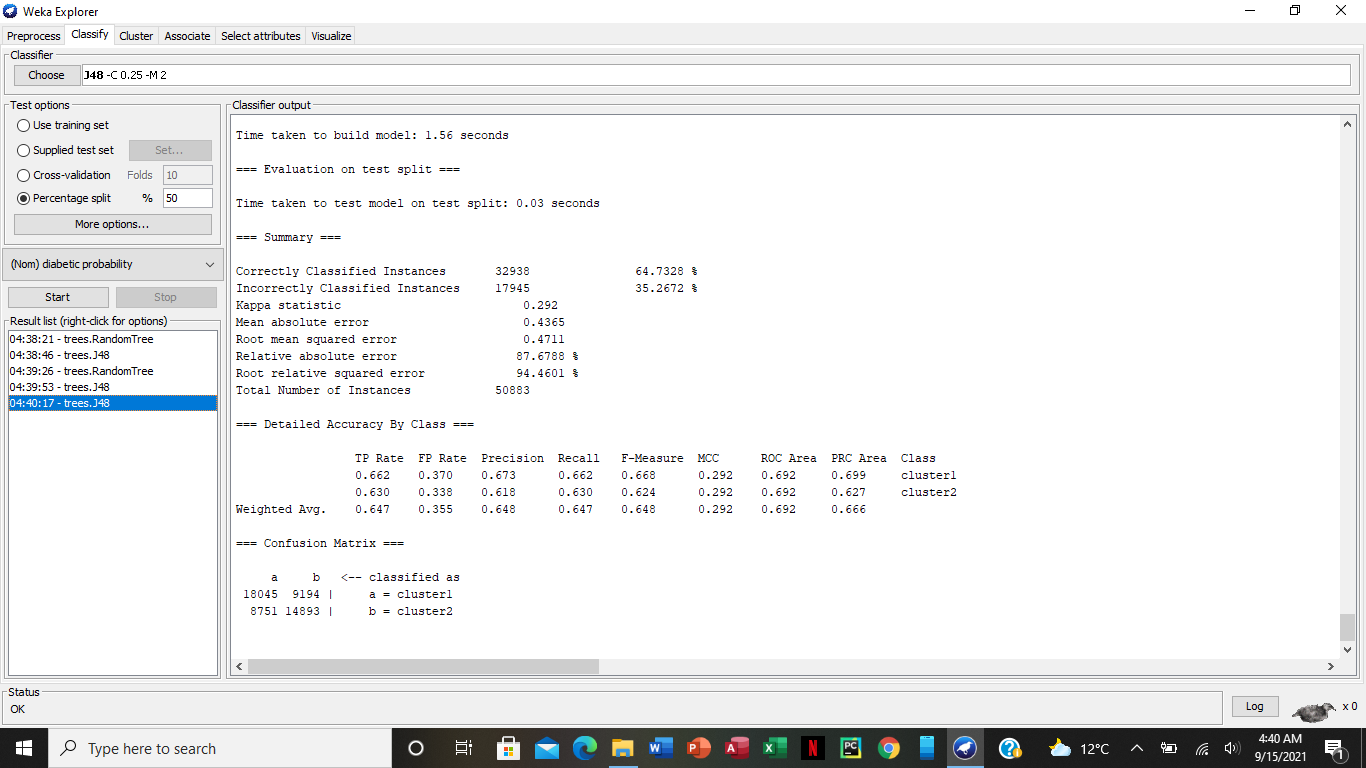 Weka Explorer
Preprocess Classify Cluster Associate Select attributes Visualize
Classifier
Choose J48 -C 0.25 -M 2
Test options
Use training set
Supplied test set Set...
Cross-validation Folds 10
Percentage split % 50
More options...
(Nom) diabetic probability
Start Stop
Result list (right-click for options)
04:38:21 - trees.RandomTree
04:38:46 - trees.J48
04:39:26 - trees.RandomTree
04:39:53 - trees.J48
04:40:17 - trees.J48
Classifier output
Time taken to build model: 1.56 seconds
=== Evaluation on test split ===
Time taken to test model on test split: 0.03 seconds
=== Summary ===
Correctly Classified Instances 32938 64.7328 %
Incorrectly Classified Instances 17945 35.2672 %
Kappa statistic 0.292
Mean absolute error 0.4365
Root mean squared error 0.4711
Relative absolute error 87.6788 %
Root relative squared error 94.4601 %
Total Number of Instances 50883
=== Detailed Accuracy By Class ===
TP Rate FP Rate Precision Recall F-Measure MCC ROC Area PRC Area Class
0.662 0.370 0.673 0.662 0.668 0.292 0.692 0.699 cluster1
0.630 0.338 0.618 0.630 0.624 0.292 0.692 0.627 cluster2
Weighted Avg. 0.647 0.355 0.648 0.647 0.648 0.292 0.692 0.666
=== Confusion Matrix ===
a b <-- classified as
18045 9194 | a = cluster1
8751 14893 | b = cluster2
Status
OK
Log x 0
Type here to search
12°C
4:40 AM
9/15/2021
1